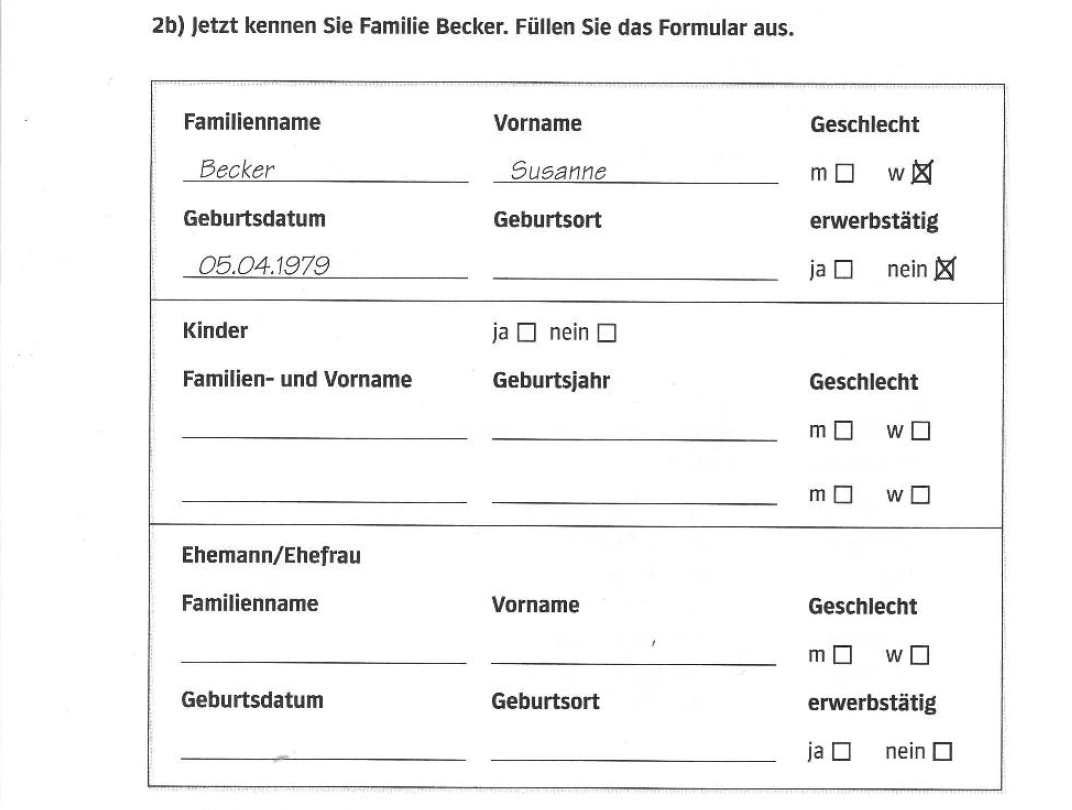 2b) Jetzt kennen Sie Familie Becker. Füllen Sie das Formular aus.
Familienname Vorname Geschlecht
Becker Susanne m ☐ w ☒
Geburtsdatum Geburtsort erwerbstätig
05.04.1979 ja ☐ nein ☒
Kinder ja ☐ nein ☐
Familien- und Vorname Geburtsjahr Geschlecht
m ☐ w ☐
m ☐ w ☐
Ehemann/Ehefrau
Familienname Vorname Geschlecht
m ☐ w ☐
Geburtsdatum Geburtsort erwerbstätig
ja ☐ nein ☐